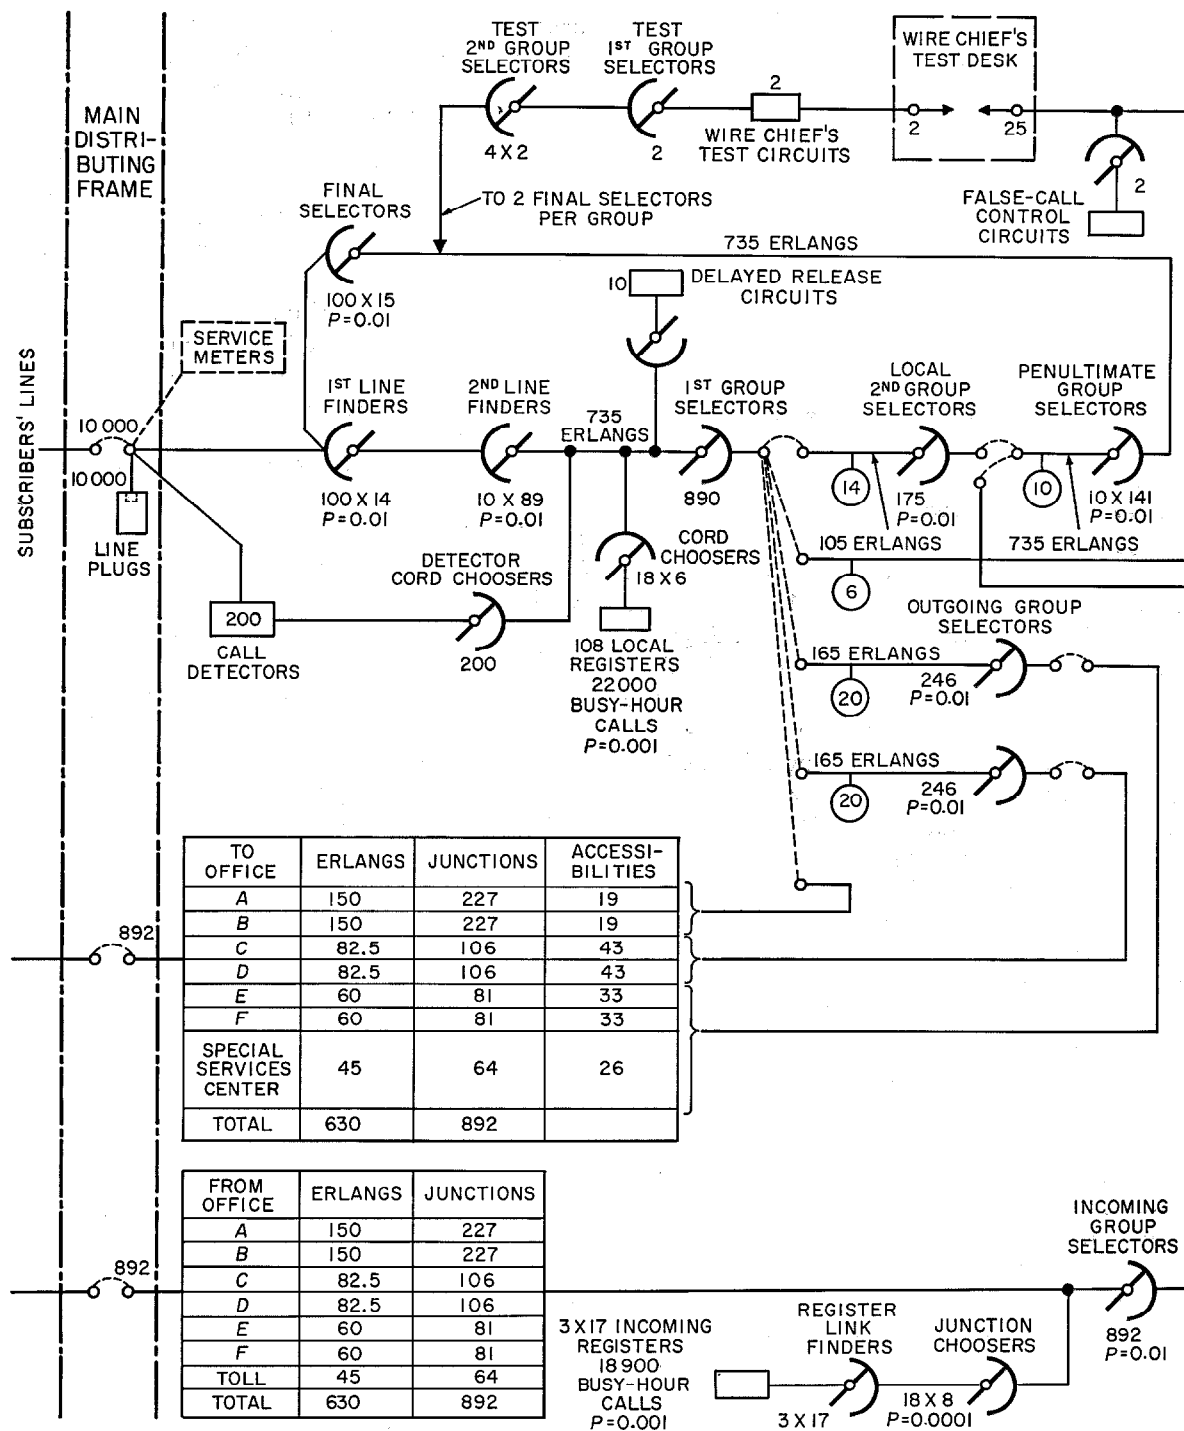 TEST
2ND GROUP
SELECTORS
4 X 2
TEST
1ST GROUP
SELECTORS
2
2
WIRE CHIEF'S
TEST CIRCUITS
WIRE CHIEF'S
TEST DESK
2
25
2
FALSE-CALL
CONTROL
CIRCUITS
MAIN
DISTRI-
BUTING
FRAME
FINAL
SELECTORS
100 X 15
P=0.01
TO 2 FINAL SELECTORS
PER GROUP
735 ERLANGS
10
DELAYED RELEASE
CIRCUITS
SERVICE
METERS
SUBSCRIBERS' LINES
10 000
10 000
LINE
PLUGS
1ST LINE
FINDERS
100 X 14
P=0.01
2ND LINE
FINDERS
10 X 89
P=0.01
735
ERLANGS
1ST GROUP
SELECTORS
890
LOCAL
2ND GROUP
SELECTORS
14
175
P=0.01
PENULTIMATE
GROUP
SELECTORS
10
10 X 141
P=0.01
105 ERLANGS
735 ERLANGS
6
DETECTOR
CORD CHOOSERS
200
200
CALL
DETECTORS
CORD
CHOOSERS
18 X 6
108 LOCAL
REGISTERS
22 000
BUSY-HOUR
CALLS
P=0.001
OUTGOING GROUP
SELECTORS
165 ERLANGS
20
246
P=0.01
165 ERLANGS
20
246
P=0.01
TO
OFFICE ERLANGS JUNCTIONS ACCESSI-
BILITIES
A 150 227 19
B 150 227 19
C 82.5 106 43
D 82.5 106 43
E 60 81 33
F 60 81 33
SPECIAL
SERVICES
CENTER 45 64 26
TOTAL 630 892
892
FROM
OFFICE ERLANGS JUNCTIONS
A 150 227
B 150 227
C 82.5 106
D 82.5 106
E 60 81
F 60 81
TOLL 45 64
TOTAL 630 892
892
3 X 17 INCOMING
REGISTERS
18 900
BUSY-HOUR
CALLS
P=0.001
REGISTER
LINK
FINDERS
3 X 17
JUNCTION
CHOOSERS
18 X 8
P=0.0001
INCOMING
GROUP
SELECTORS
892
P=0.01